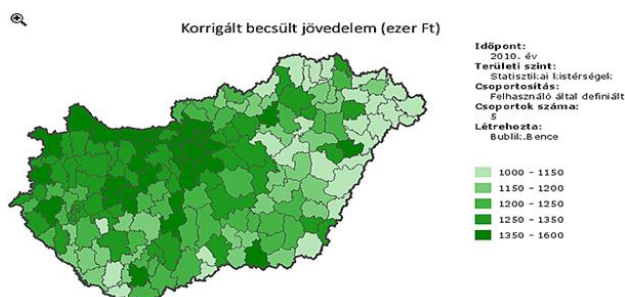 Korrigált becsült jövedelem (ezer Ft)
Időpont:
2010. év
Területi szint:
Statisztikai kistérségek
Csoportosítás:
Felhasználó által definiált
Csoportok száma:
5
Létrehozta:
Publik:.Bence
1000 - 1150
1150 - 1200
1200 - 1250
1250 - 1350
1350 - 1600